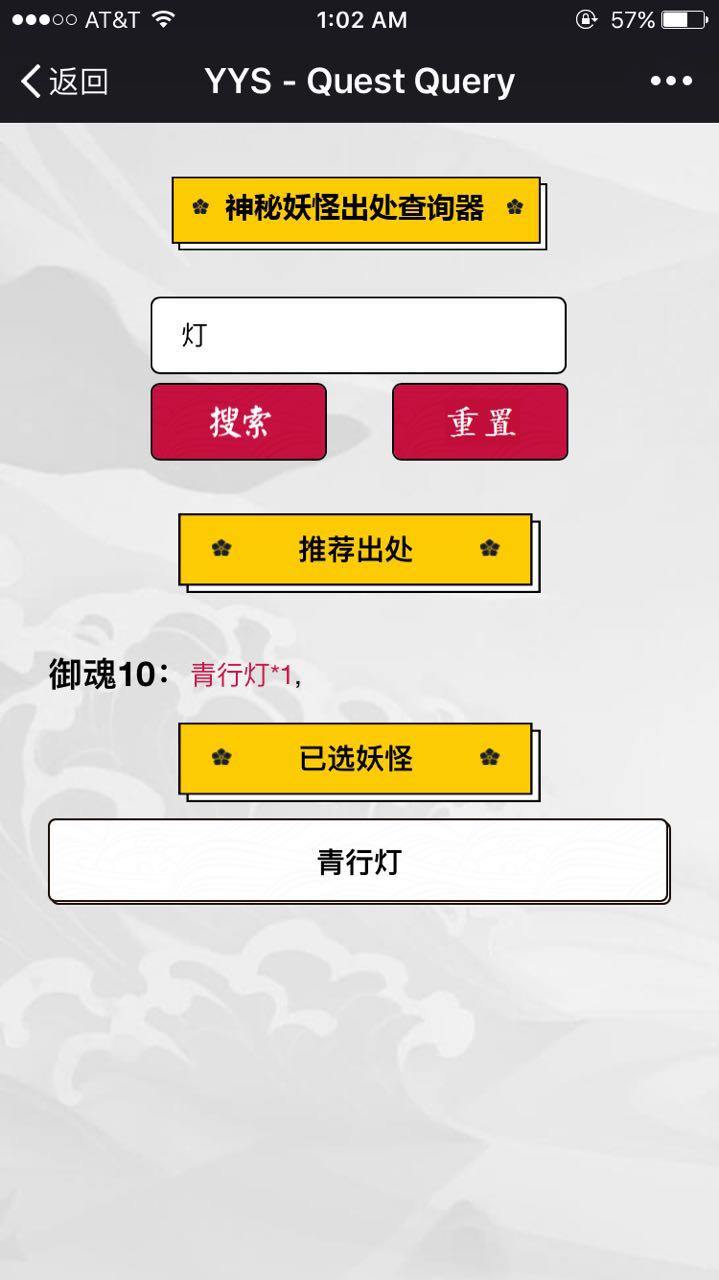 AT&T 1:02 AM 57%
返回 YYS - Quest Query
神秘妖怪出处查询器
灯
搜索 重置
推荐出处
御魂10：青行灯*1,
已选妖怪
青行灯